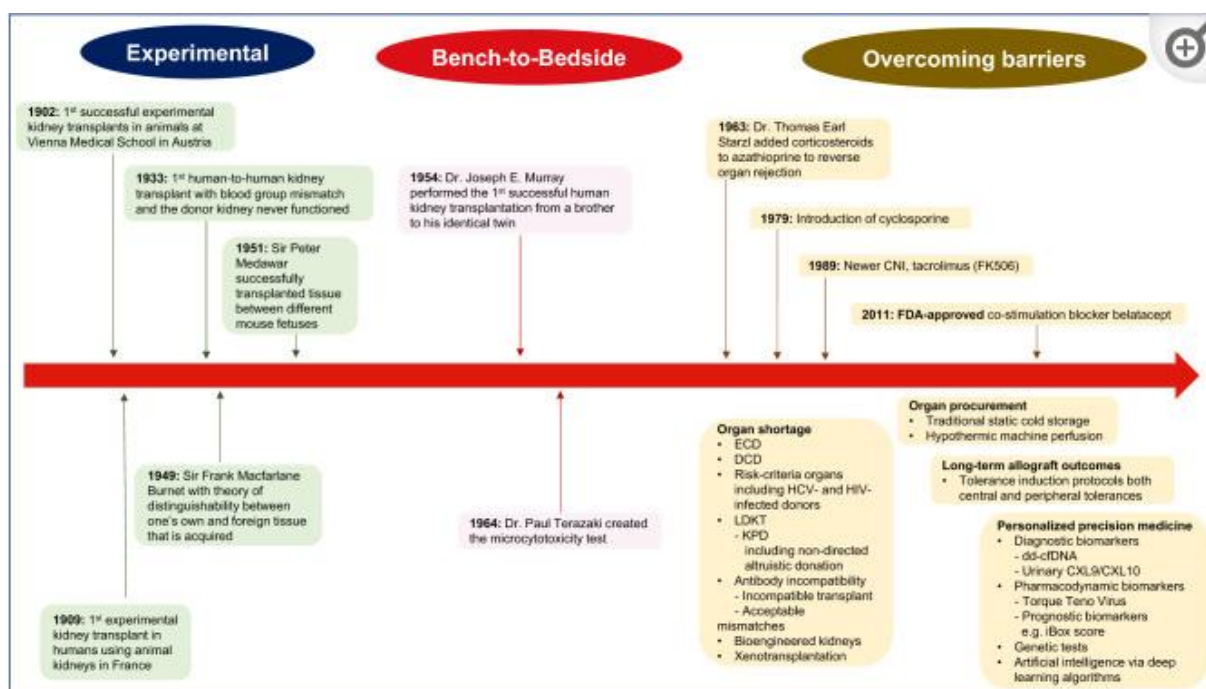 Experimental
Bench-to-Bedside
Overcoming barriers
1902: 1st successful experimental
kidney transplants in animals at
Vienna Medical School in Austria
1933: 1st human-to-human kidney
transplant with blood group mismatch
and the donor kidney never functioned
1951: Sir Peter
Medawar
successfully
transplanted tissue
between different
mouse fetuses
1954: Dr. Joseph E. Murray
performed the 1st successful human
kidney transplantation from a brother
to his identical twin
1963: Dr. Thomas Earl
Starzl added corticosteroids
to azathioprine to reverse
organ rejection
1979: Introduction of cyclosporine
1989: Newer CNI, tacrolimus (FK506)
2011: FDA-approved co-stimulation blocker belatacept
1949: Sir Frank Macfarlane
Burnet with theory of
distinguishability between
one's own and foreign tissue
that is acquired
1909: 1st experimental
kidney transplant in
humans using animal
kidneys in France
1964: Dr. Paul Terazaki created
the microcytotoxicity test
Organ shortage
• ECD
• DCD
• Risk-criteria organs
including HCV- and HIV-
infected donors
• LDKT
- KPD
including non-directed
altruistic donation
• Antibody incompatibility
- Incompatible transplant
- Acceptable
mismatches
• Bioengineered kidneys
• Xenotransplantation
Organ procurement
• Traditional static cold storage
• Hypothermic machine perfusion
Long-term allograft outcomes
• Tolerance induction protocols both
central and peripheral tolerances
Personalized precision medicine
• Diagnostic biomarkers
- dd-cfDNA
- Urinary CXL9/CXL10
• Pharmacodynamic biomarkers
- Torque Teno Virus
- Prognostic biomarkers
e.g. iBox score
• Genetic tests
• Artificial intelligence via deep
learning algorithms